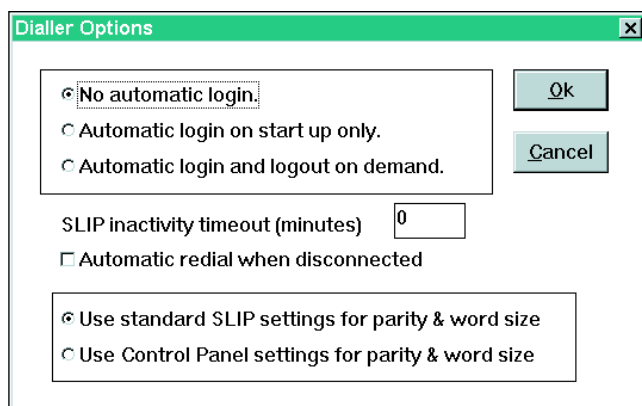 Dialler Options
No automatic login.
Automatic login on start up only.
Automatic login and logout on demand.
Ok
Cancel
SLIP inactivity timeout (minutes) 0
Automatic redial when disconnected
Use standard SLIP settings for parity & word size
Use Control Panel settings for parity & word size